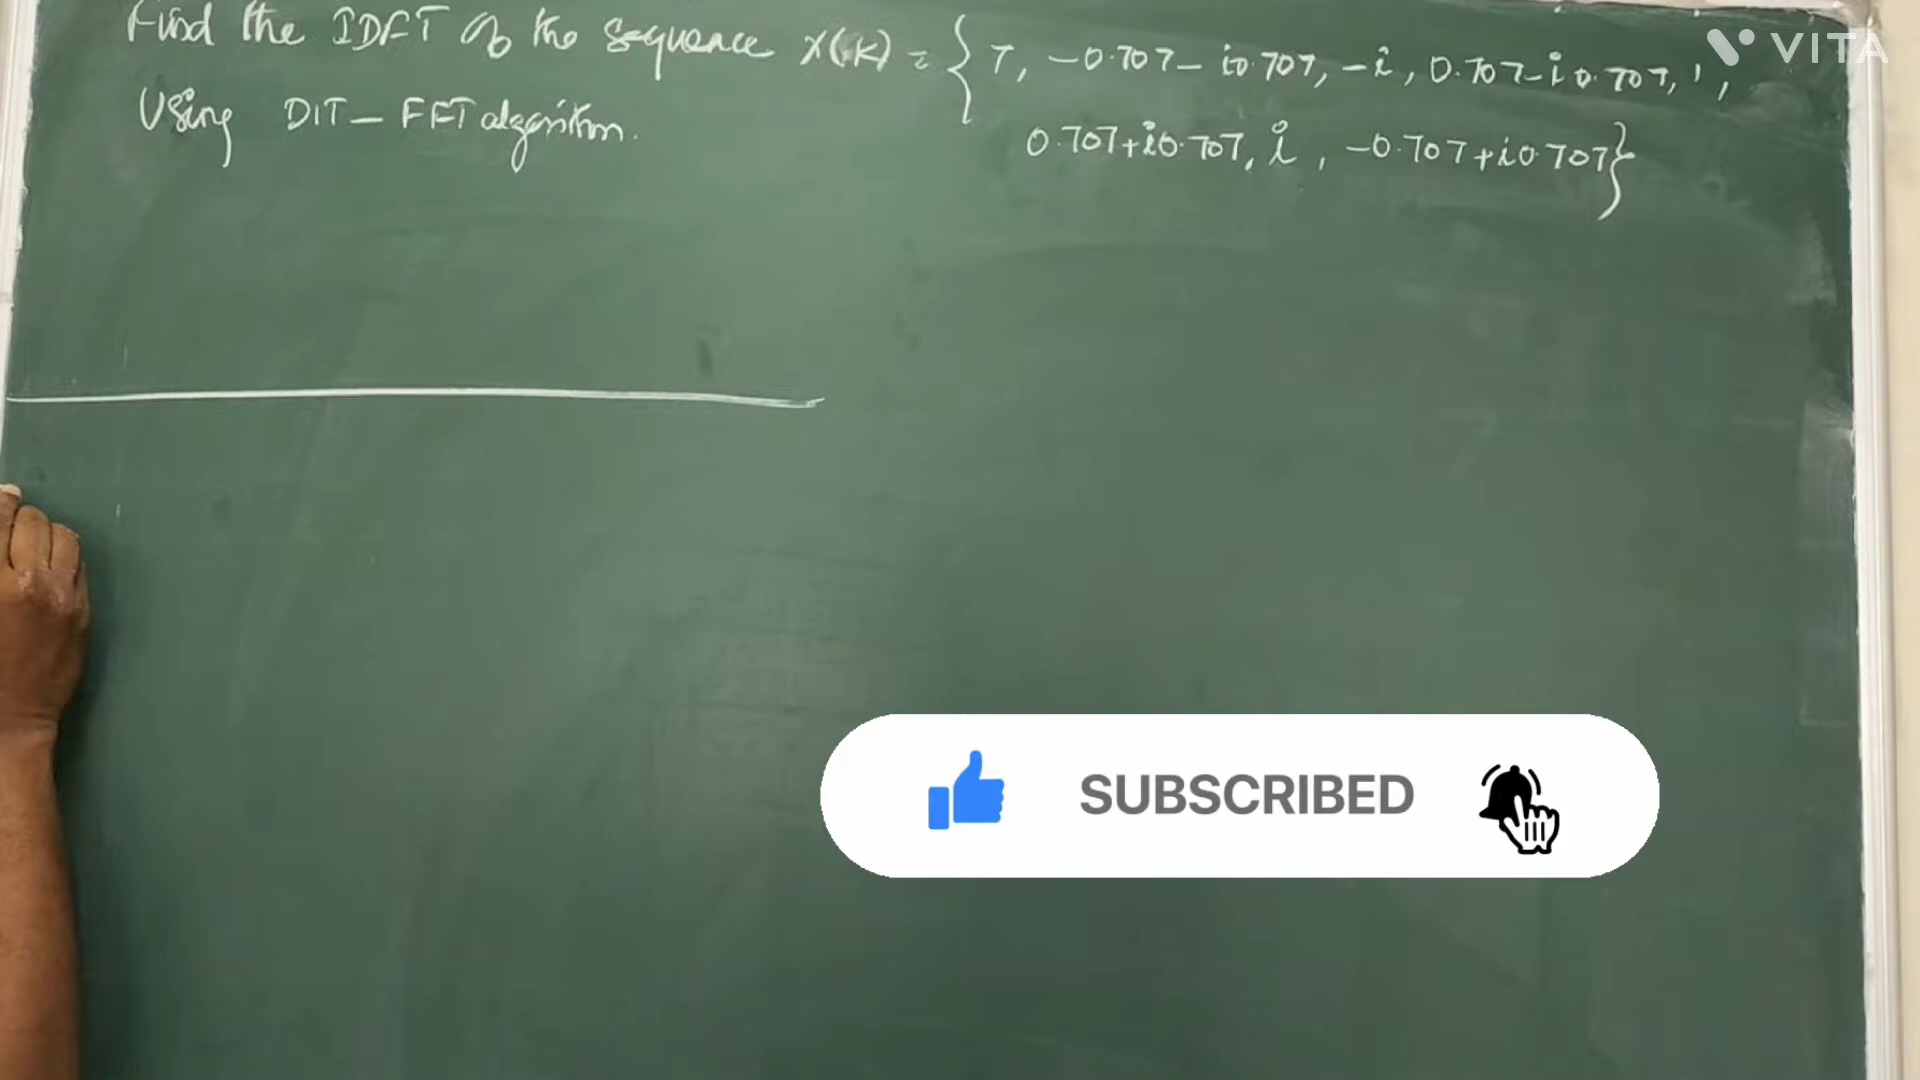 Find the IDFT of the sequence X(K) = { 7, -0.707-i0.707, -i, 0.707-i0.707, 1,
Using DIT-FFT algorithm.
0.707+i0.707, i, -0.707+i0.707}
VITA
SUBSCRIBED